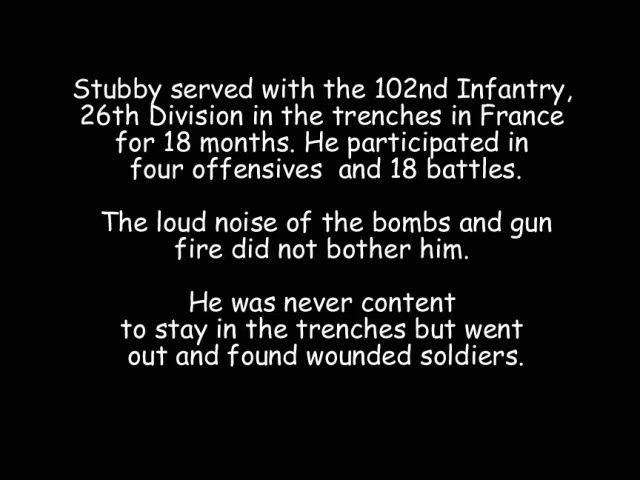 Stubby served with the 102nd Infantry,
26th Division in the trenches in France
for 18 months. He participated in
four offensives  and 18 battles.
The loud noise of the bombs and gun
fire did not bother him.
He was never content
to stay in the trenches but went
out and found wounded soldiers.